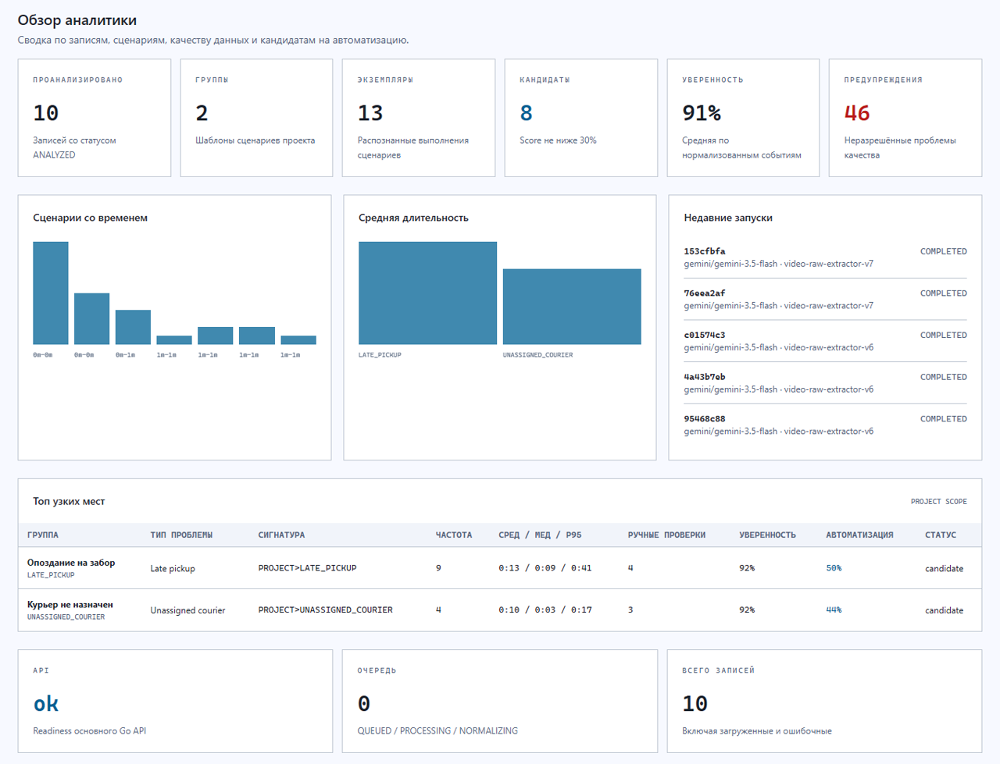 Обзор аналитики
Сводка по записям, сценариям, качеству данных и кандидатам на автоматизацию.
ПРОАНАЛИЗИРОВАНО
10
Записей со статусом
ANALYZED
ГРУППЫ
2
Шаблоны сценариев проекта
ЭКЗЕМПЛЯРЫ
13
Распознанные выполнения
сценариев
КАНДИДАТЫ
8
Score не ниже 30%
УВЕРЕННОСТЬ
91%
Средняя по
нормализованным событиям
ПРЕДУПРЕЖДЕНИЯ
46
Неразрешённые проблемы
качества
Сценарии со временем
0m–0m 0m–0m 0m–1m 1m–1m 1m–1m 1m–1m 1m–1m
Средняя длительность
LATE_PICKUP UNASSIGNED_COURIER
Недавние запуски
153cfbfa COMPLETED
gemini/gemini-3.5-flash · video-raw-extractor-v7
76eea2af COMPLETED
gemini/gemini-3.5-flash · video-raw-extractor-v7
c01574c3 COMPLETED
gemini/gemini-3.5-flash · video-raw-extractor-v6
4a43b7eb COMPLETED
gemini/gemini-3.5-flash · video-raw-extractor-v6
95468c88 COMPLETED
gemini/gemini-3.5-flash · video-raw-extractor-v6
Топ узких мест PROJECT SCOPE
ГРУППА ТИП ПРОБЛЕМЫ СИГНАТУРА ЧАСТОТА СРЕД / МЕД / P95 РУЧНЫЕ ПРОВЕРКИ УВЕРЕННОСТЬ АВТОМАТИЗАЦИЯ СТАТУС
Опоздание на забор
LATE_PICKUP
Late pickup PROJECT>LATE_PICKUP 9 0:13 / 0:09 / 0:41 4 92% 50% candidate
Курьер не назначен
UNASSIGNED_COURIER
Unassigned courier PROJECT>UNASSIGNED_COURIER 4 0:10 / 0:03 / 0:17 3 92% 44% candidate
API
ok
Readiness основного Go API
ОЧЕРЕДЬ
0
QUEUED / PROCESSING / NORMALIZING
ВСЕГО ЗАПИСЕЙ
10
Включая загруженные и ошибочные